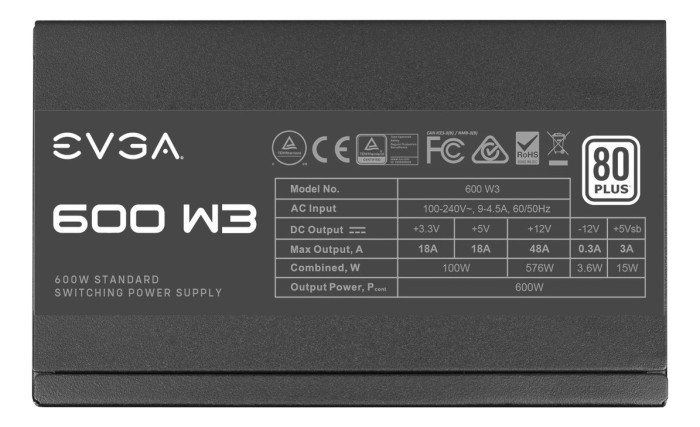 EVGA
600 W3
600W STANDARD
SWITCHING POWER SUPPLY
CE
FC
RoHS
80
PLUS
Model No. 600 W3
AC Input 100-240V~, 9-4.5A, 60/50Hz
DC Output +3.3V +5V +12V -12V +5Vsb
Max Output, A 18A 18A 48A 0.3A 3A
Combined, W 100W 576W 3.6W 15W
Output Power, Pcont 600W